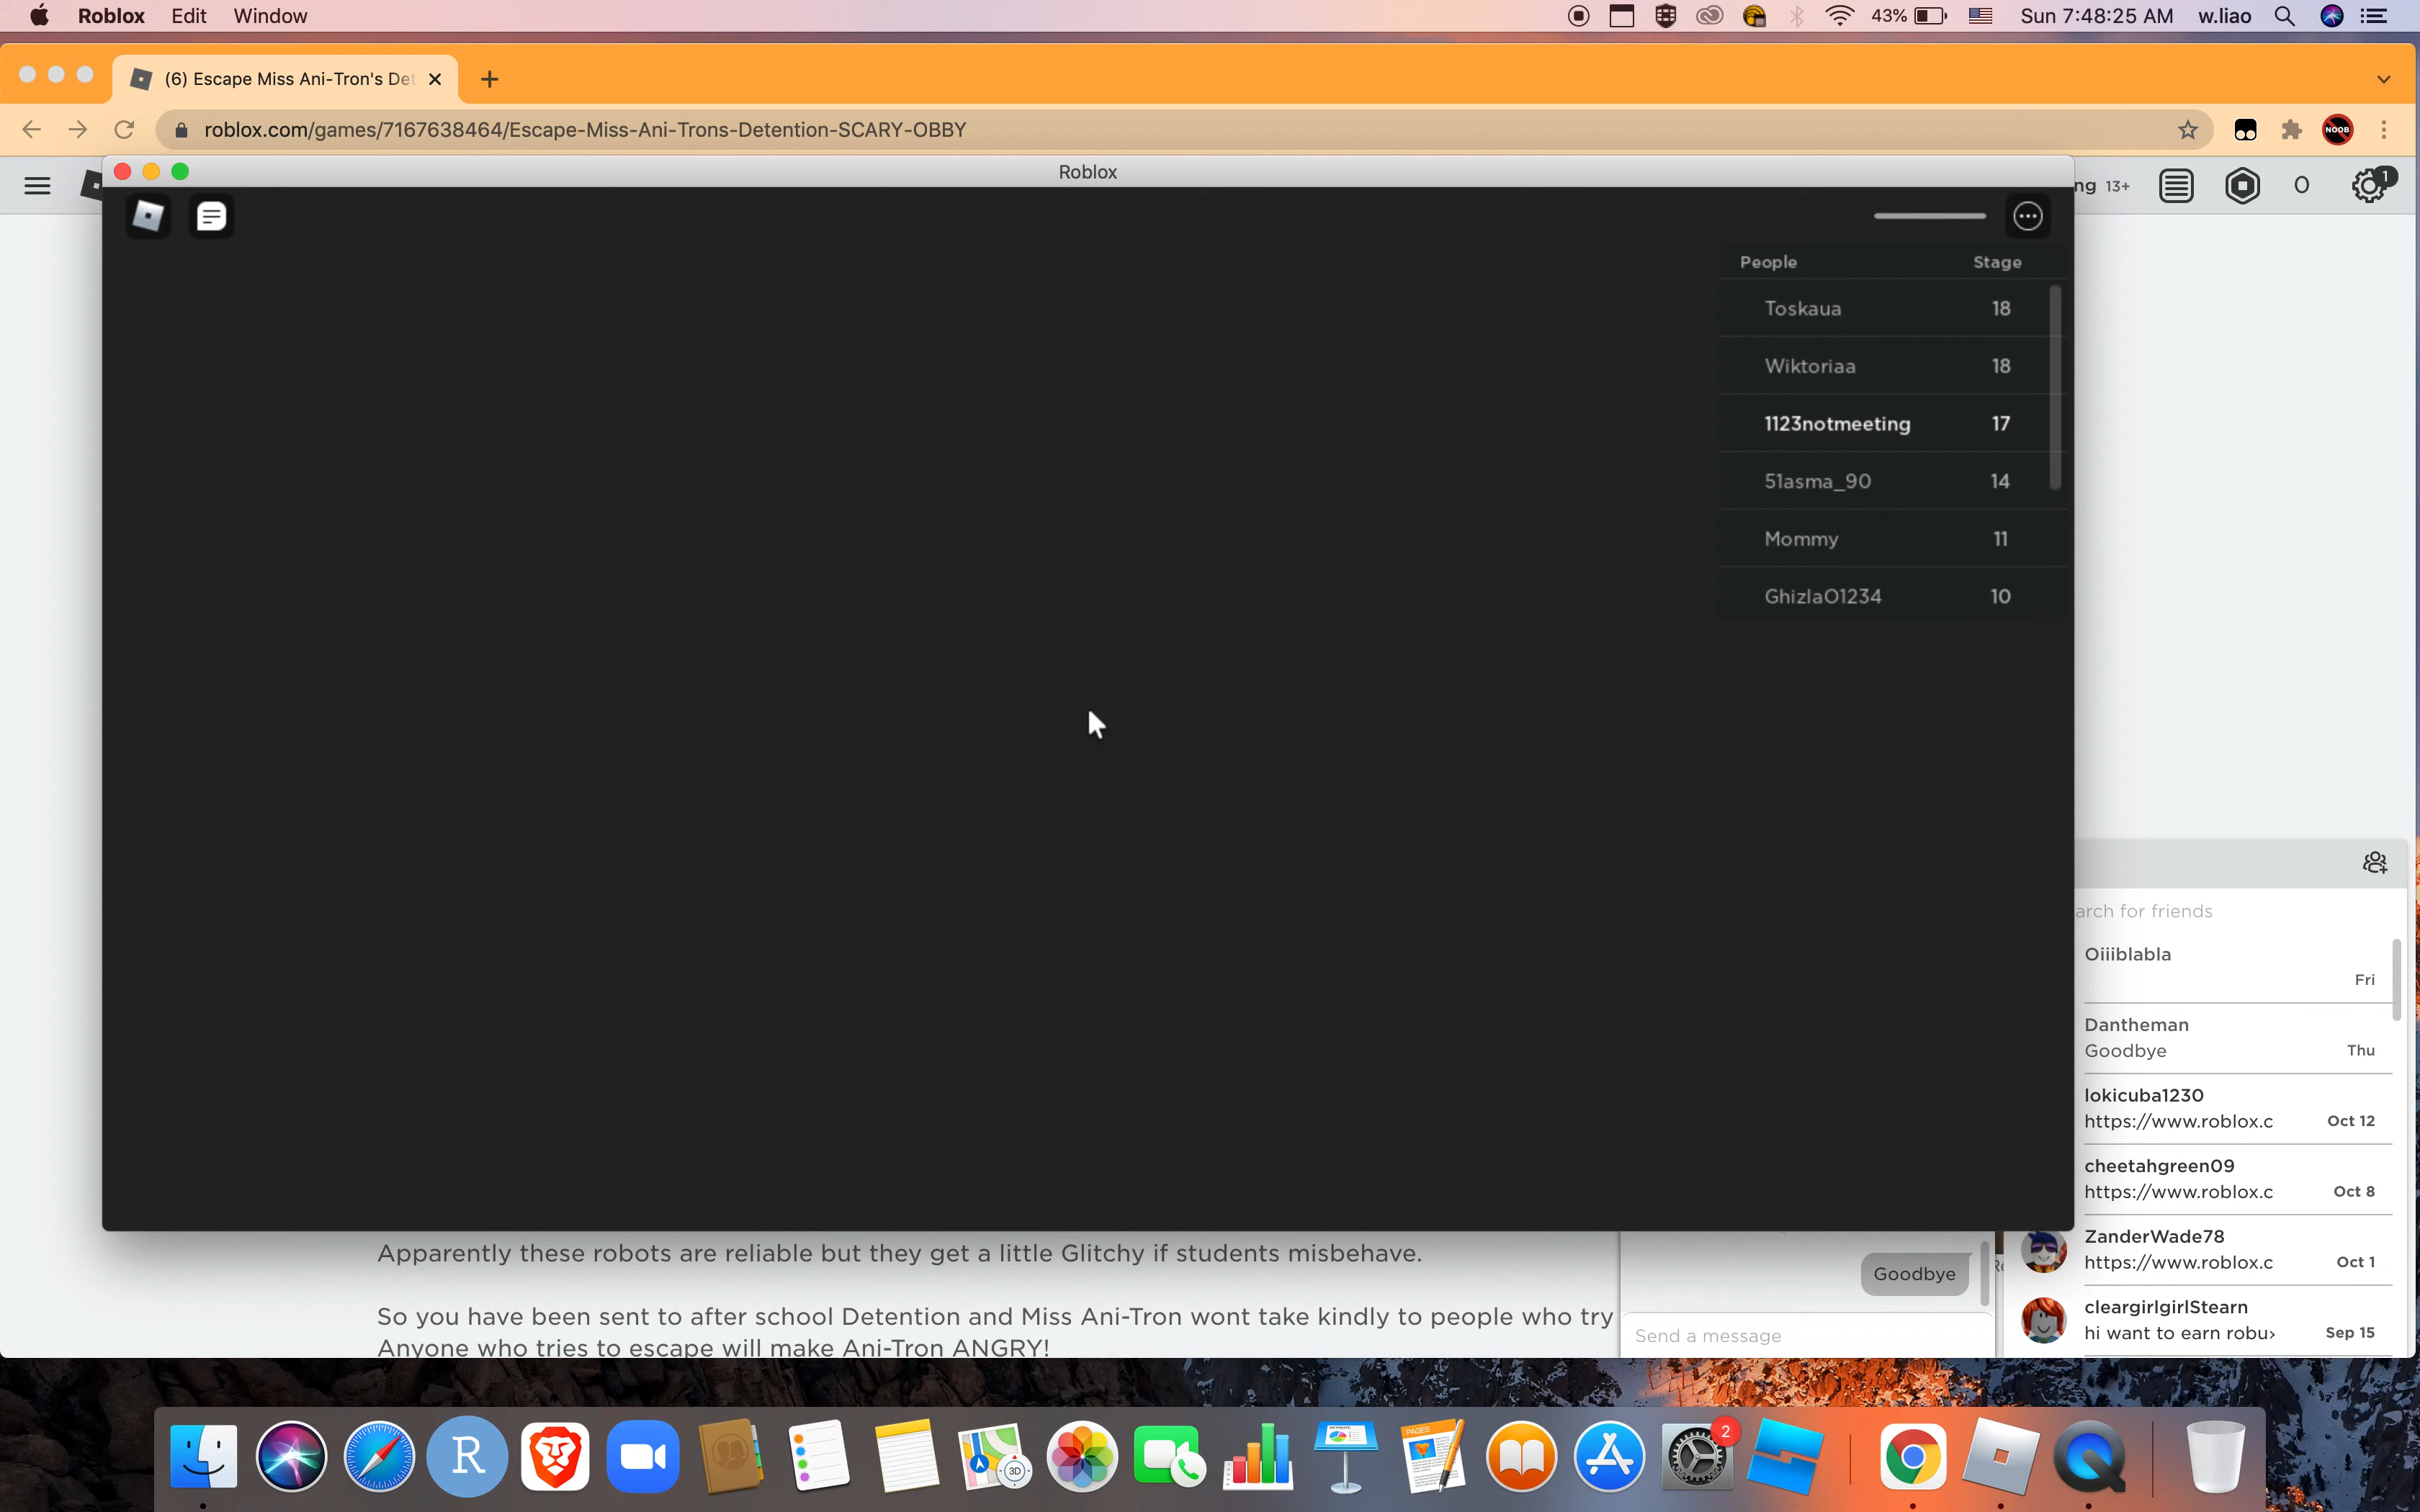 Roblox Edit Window 43% Sun 7:48:25 AM w.liao
(6) Escape Miss Ani-Tron's Det
roblox.com/games/7167638464/Escape-Miss-Ani-Trons-Detention-SCARY-OBBY
NOOB
Roblox
ng 13+ 0 1
People Stage
Toskaua 18
Wiktoriaa 18
1123notmeeting 17
51asma_90 14
Mommy 11
GhizlaO1234 10
arch for friends
Oiiiblabla
Fri
Dantheman
Goodbye Thu
lokicuba1230
https://www.roblox.c Oct 12
cheetahgreen09
https://www.roblox.c Oct 8
ZanderWade78
https://www.roblox.c Oct 1
cleargirlgirlStearn
hi want to earn robu> Sep 15
Apparently these robots are reliable but they get a little Glitchy if students misbehave.
Goodbye
So you have been sent to after school Detention and Miss Ani-Tron wont take kindly to people who try
Send a message
Anyone who tries to escape will make Ani-Tron ANGRY!
R
3D
PAGES
2